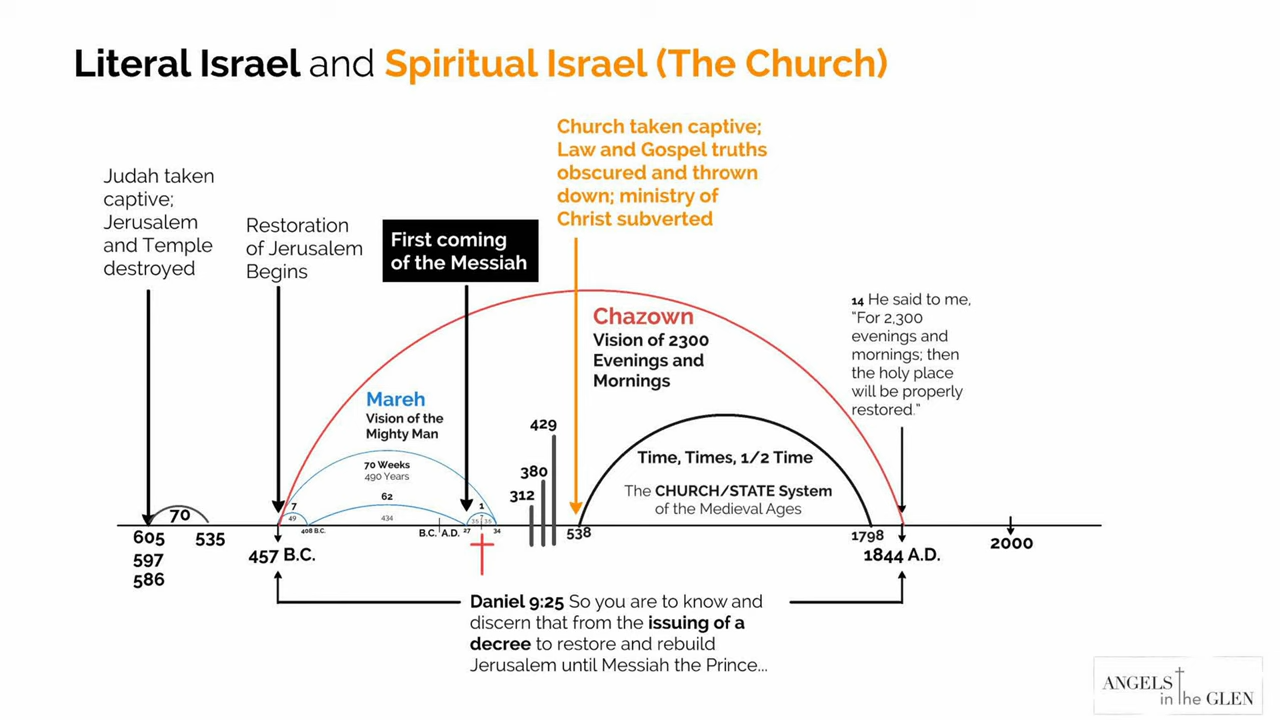 Literal Israel and Spiritual Israel (The Church)
Judah taken
captive;
Jerusalem
and Temple
destroyed
Restoration
of Jerusalem
Begins
First coming
of the Messiah
Church taken captive;
Law and Gospel truths
obscured and thrown
down; ministry of
Christ subverted
14 He said to me,
“For 2,300
evenings and
mornings; then
the holy place
will be properly
restored.”
Chazown
Vision of 2300
Evenings and
Mornings
Mareh
Vision of the
Mighty Man
70 Weeks
490 Years
7
62
1
49
434
3.5
3.5
429
380
312
Time, Times, 1/2 Time
The CHURCH/STATE System
of the Medieval Ages
70
605
597
586
535
457 B.C.
408 B.C.
B.C.
A.D.
27
34
538
1798
1844 A.D.
2000
Daniel 9:25 So you are to know and
discern that from the issuing of a
decree to restore and rebuild
Jerusalem until Messiah the Prince...
ANGELS
in the GLEN